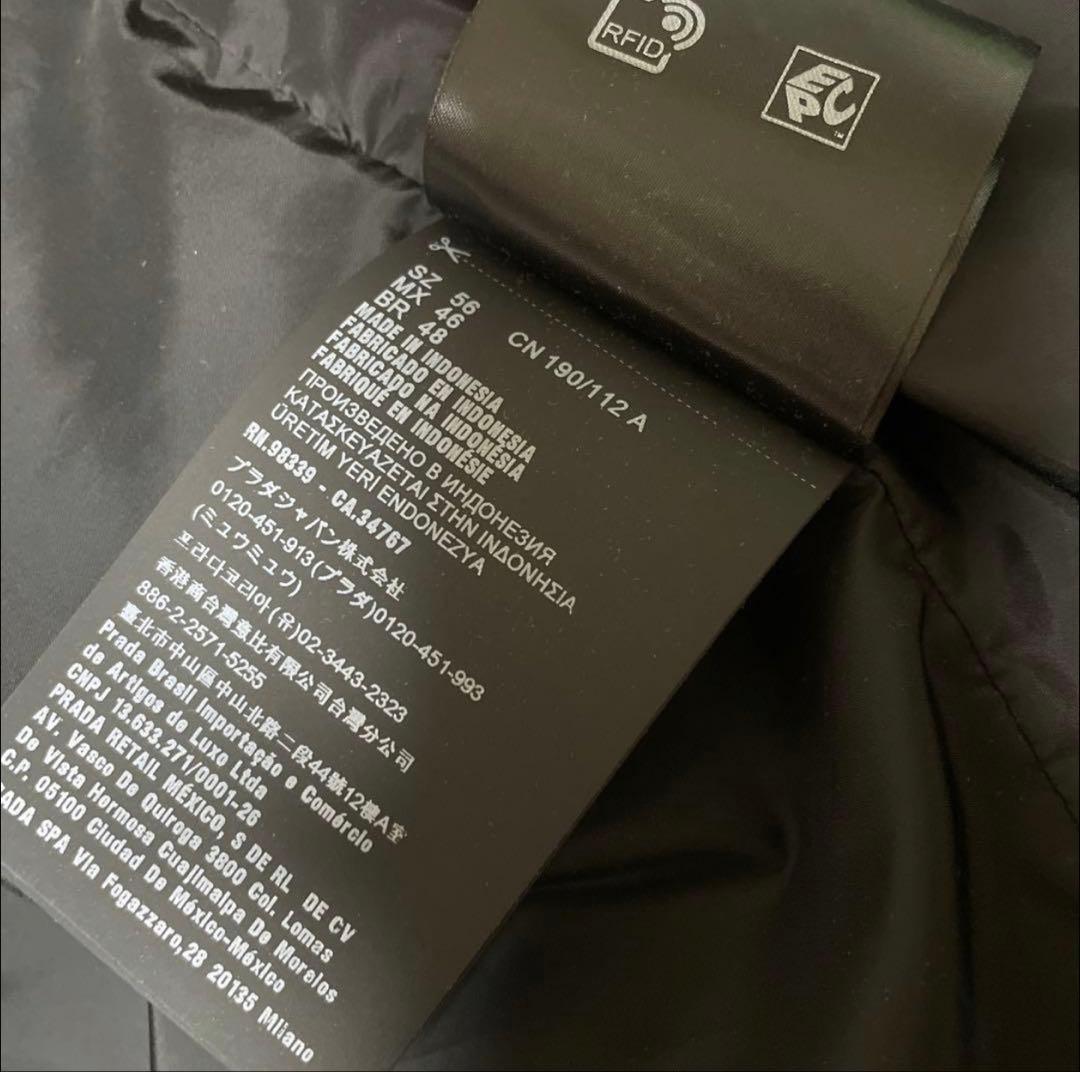 RFID
EPC
TM
SZ 56
MX 46
BR 48
CN 190/112 A
MADE IN INDONESIA
FABRICADO EN INDONESIA
FABRICADO NA INDONESIA
FABRIQUÉ EN INDONÉSIE
ПРОИЗВЕДЕНО В ИНДОНЕЗИЯ
ΚΑΤΑΣΚΕΥΑΖΕΤΑΙ ΣΤΗΝ ΙΝΔΟΝΗΣΙΑ
ÜRETIM YERI ENDONEZYA
RN.98339 - CA.34767
プラダジャパン株式会社
0120-451-913(プラダ)0120-451-993
(ミュウミュウ)
프라다코리아(유)02-3443-2323
香港商台灣象比有限公司台灣分公司
886-2-2571-5255
臺北市中山區中山北路二段44號12樓A室
Prada Brasil Importação e Comércio
de Artigos de Luxo Ltda
CNPJ 13.633.271/0001-26
PRADA RETAIL MÉXICO, S DE RL DE CV
AV. Vasco De Quiroga 3800 Col. Lomas
De Vista Hermosa Cuajimalpa De Morelos
C.P. 05100 Ciudad De México-México
ADA SPA Via Fogazzaro,28 20135 Milano